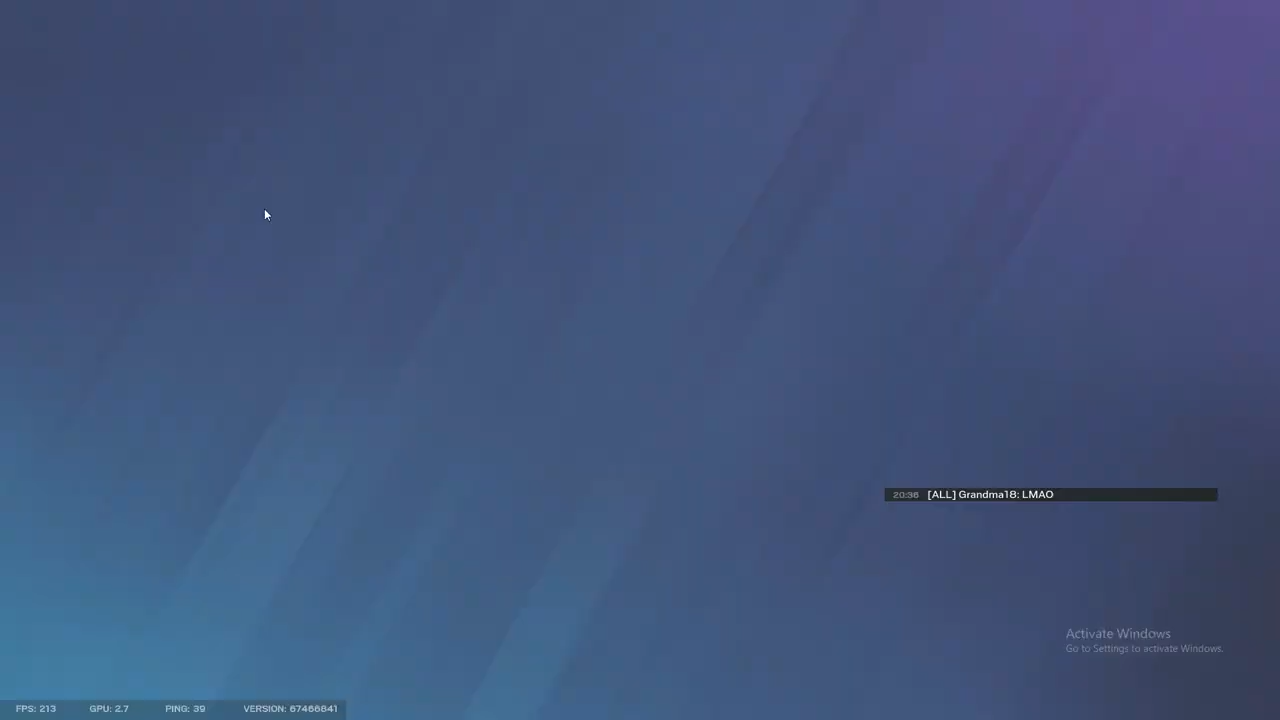 20:36 [ALL] Grandma18: LMAO
Activate Windows
Go to Settings to activate Windows.
FPS: 213 GPU: 2.7 PING: 39 VERSION: 67466841